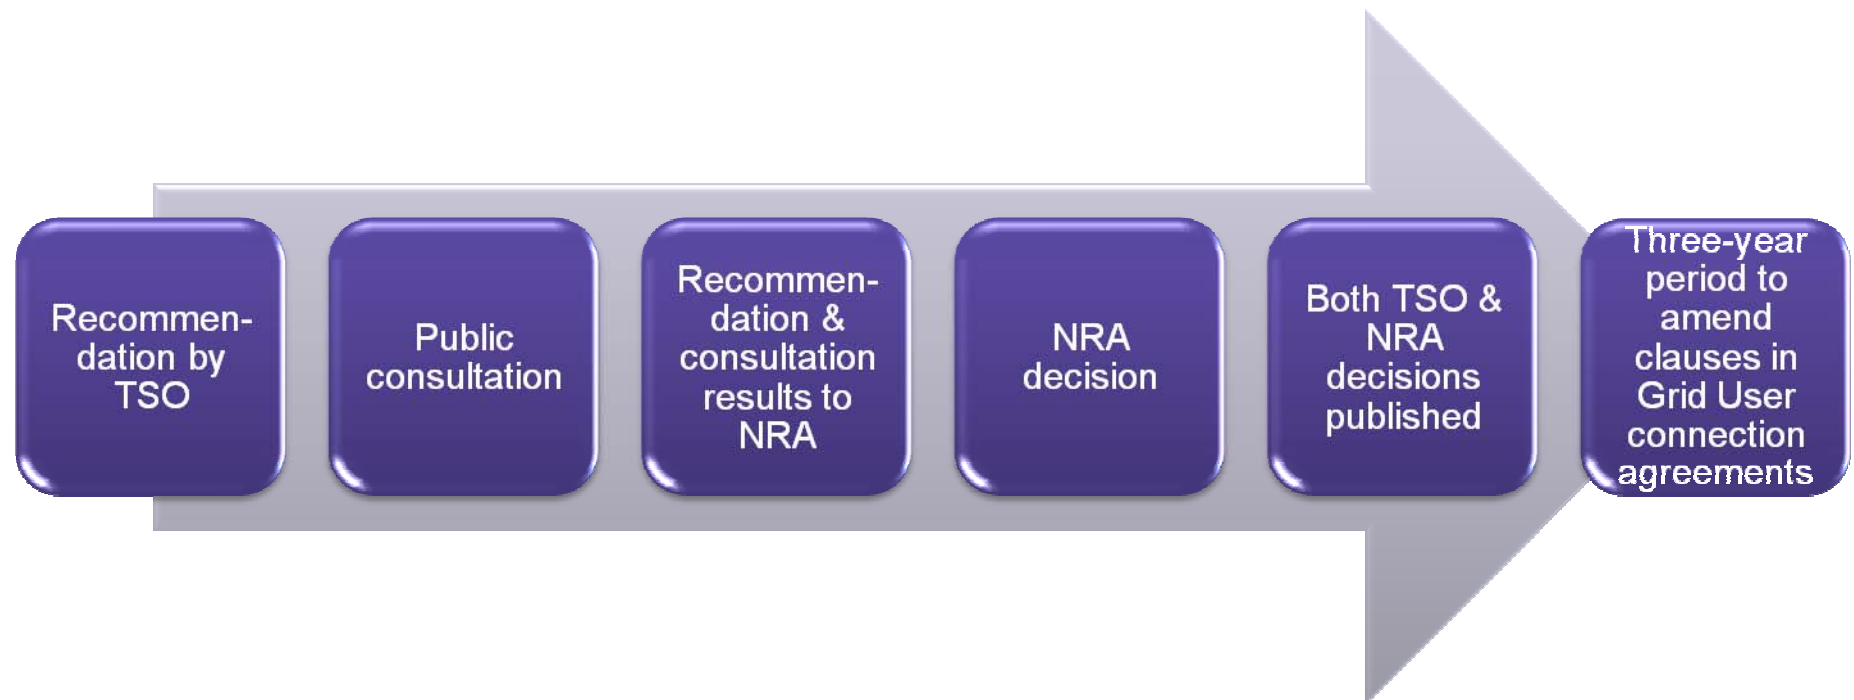 Recommen-
dation by
TSO
Public
consultation
Recommen-
dation &
consultation
results to
NRA
NRA
decision
Both TSO &
NRA
decisions
published
Three-year
period to
amend
clauses in
Grid User
connection
agreements